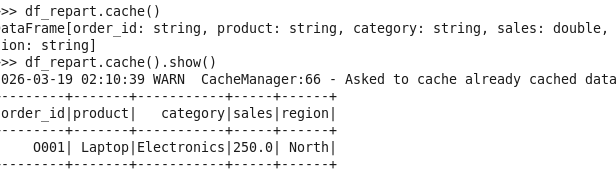 >> df_repart.cache()
ataFrame[order_id: string, product: string, category: string, sales: double,
ion: string]
>> df_repart.cache().show()
026-03-19 02:10:39 WARN  CacheManager:66 - Asked to cache already cached data
--------+-------+-----------+-----+------+
order_id|product|   category|sales|region|
--------+-------+-----------+-----+------+
    O001| Laptop|Electronics|250.0| North|
--------+-------+-----------+-----+------+